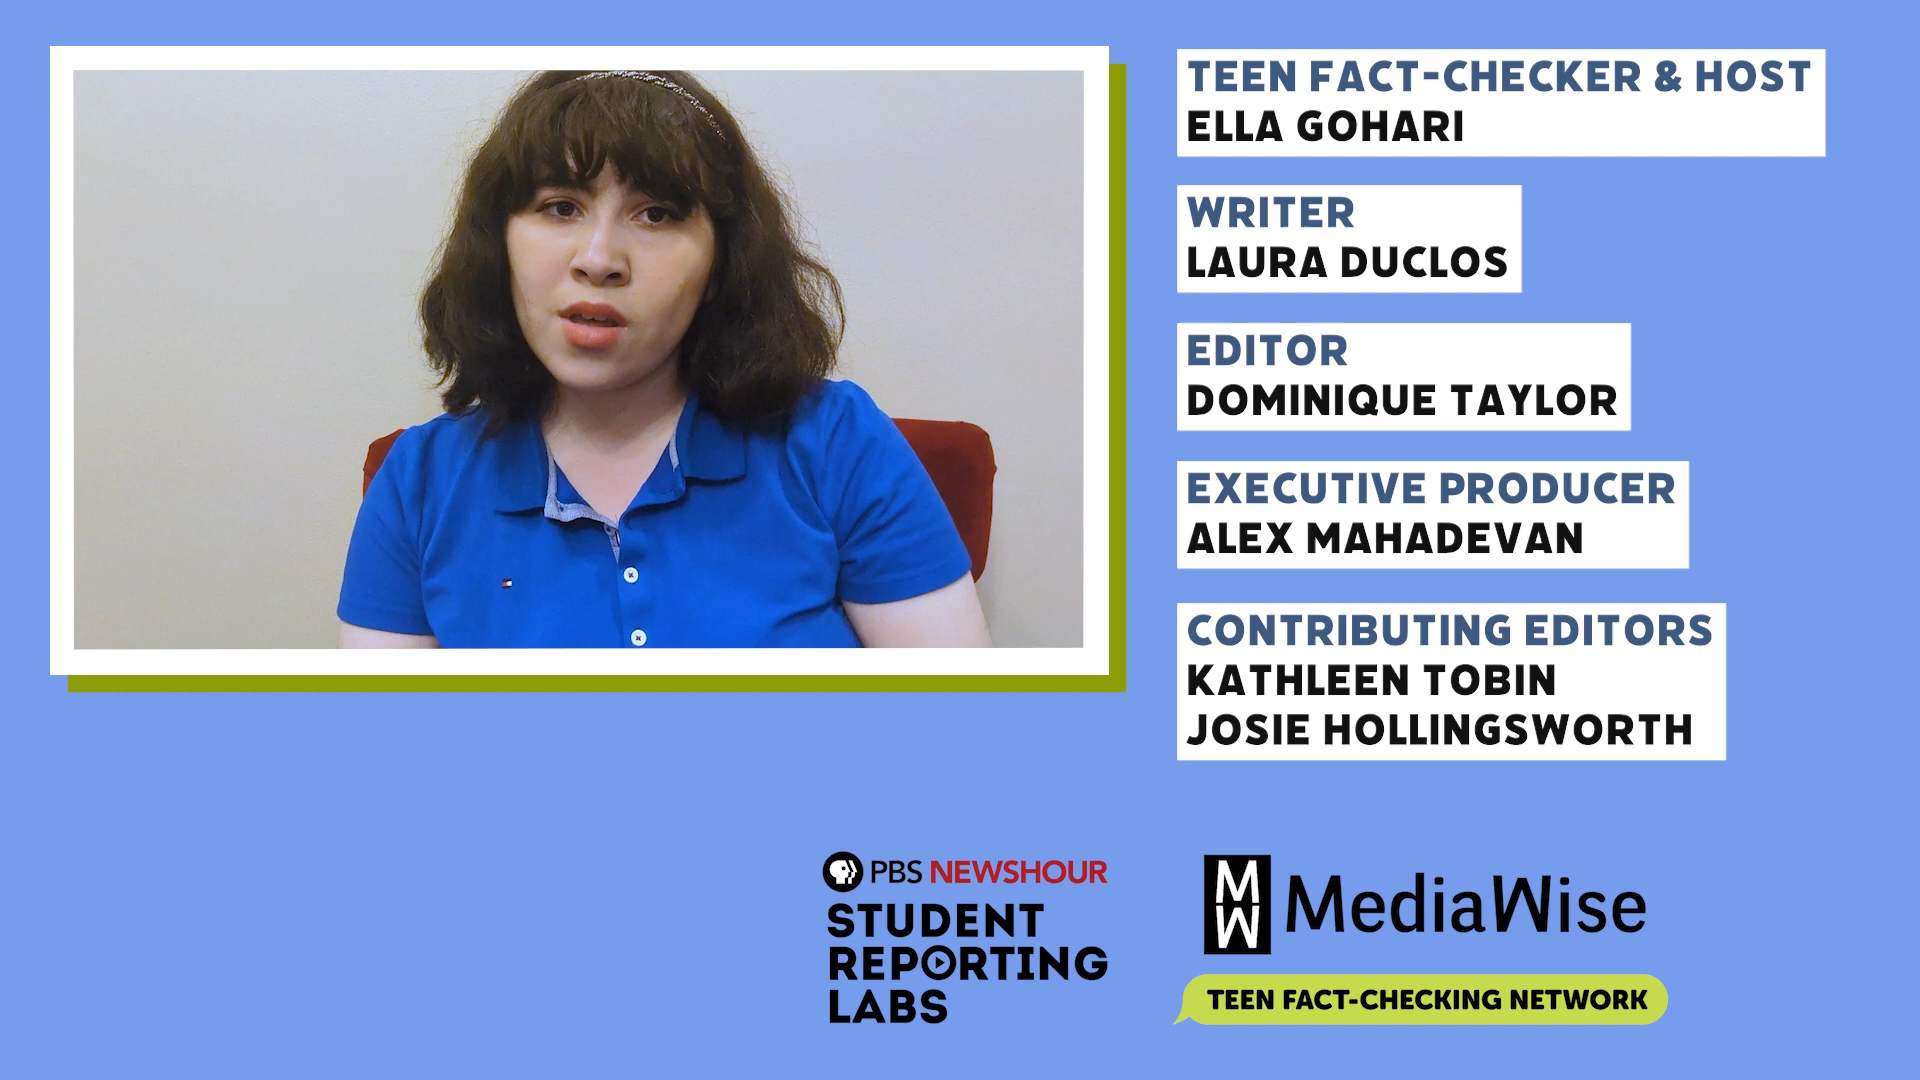 TEEN FACT-CHECKER & HOST
ELLA GOHARI
WRITER
LAURA DUCLOS
EDITOR
DOMINIQUE TAYLOR
EXECUTIVE PRODUCER
ALEX MAHADEVAN
CONTRIBUTING EDITORS
KATHLEEN TOBIN
JOSIE HOLLINGSWORTH
PBS NEWSHOUR
STUDENT
REPORTING
LABS
MW MediaWise
TEEN FACT-CHECKING NETWORK